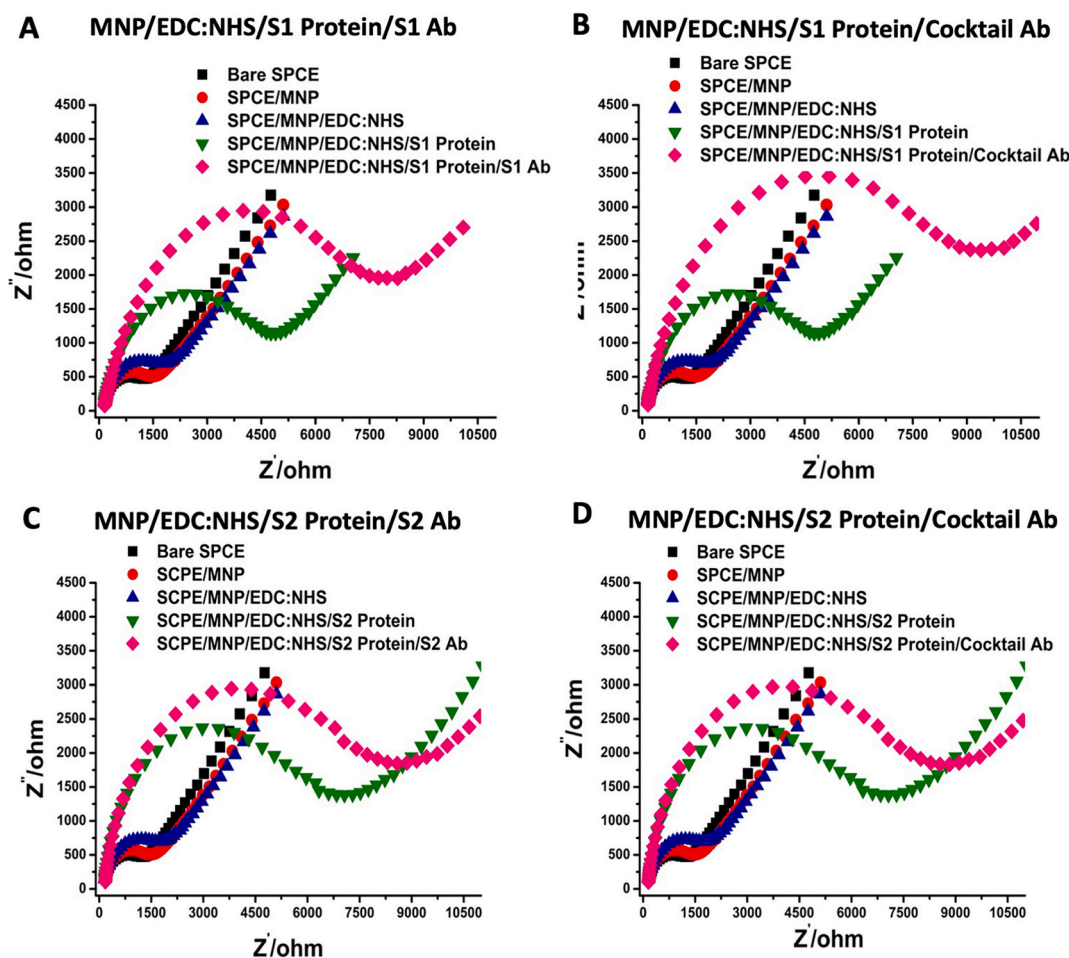 A
MNP/EDC:NHS/S1 Protein/S1 Ab
Bare SPCE
SPCE/MNP
SPCE/MNP/EDC:NHS
SPCE/MNP/EDC:NHS/S1 Protein
SPCE/MNP/EDC:NHS/S1 Protein/S1 Ab
4500
4000
3500
3000
2500
2000
1500
1000
500
0
Z''/ohm
0 1500 3000 4500 6000 7500 9000 10500
Z'/ohm
B
MNP/EDC:NHS/S1 Protein/Cocktail Ab
Bare SPCE
SPCE/MNP
SPCE/MNP/EDC:NHS
SPCE/MNP/EDC:NHS/S1 Protein
SPCE/MNP/EDC:NHS/S1 Protein/Cocktail Ab
4500
4000
3500
3000
2500
2000
1500
1000
500
0
/ohm
0 1500 3000 4500 6000 7500 9000 10500
Z'/ohm
C
MNP/EDC:NHS/S2 Protein/S2 Ab
Bare SPCE
SCPE/MNP
SCPE/MNP/EDC:NHS
SCPE/MNP/EDC:NHS/S2 Protein
SCPE/MNP/EDC:NHS/S2 Protein/S2 Ab
4500
4000
3500
3000
2500
2000
1500
1000
500
0
Z''/ohm
0 1500 3000 4500 6000 7500 9000 10500
Z'/ohm
D
MNP/EDC:NHS/S2 Protein/Cocktail Ab
Bare SPCE
SPCE/MNP
SCPE/MNP/EDC:NHS
SCPE/MNP/EDC:NHS/S2 Protein
SCPE/MNP/EDC:NHS/S2 Protein/Cocktail Ab
4500
4000
3500
3000
2500
2000
1500
1000
500
0
Z''/ohm
0 1500 3000 4500 6000 7500 9000 10500
Z'/ohm